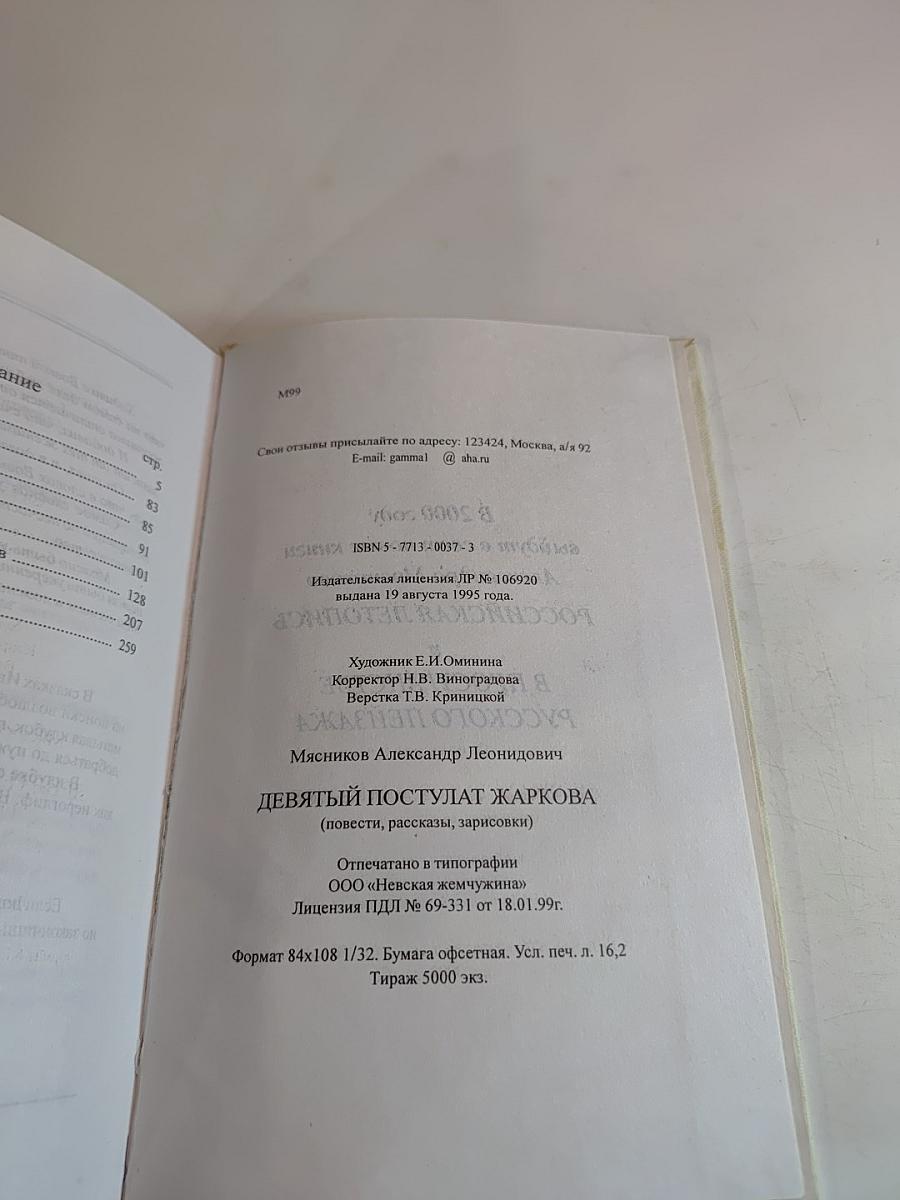 ание
стр.
5
83
85
91
101
в
128
207
259
М99
Свои отзывы присылайте по адресу: 123424, Москва, а/я 92
E-mail: gamma1 @ aha.ru
ISBN 5 - 7713 - 0037 - 3
Издательская лицензия ЛР № 106920
выдана 19 августа 1995 года.
Художник Е.И.Оминина
Корректор Н.В. Виноградова
Верстка Т.В. Криницкой
Мясников Александр Леонидович
ДЕВЯТЫЙ ПОСТУЛАТ ЖАРКОВА
(повести, рассказы, зарисовки)
Отпечатано в типографии
ООО «Невская жемчужина»
Лицензия ПДЛ № 69-331 от 18.01.99г.
Формат 84х108 1/32. Бумага офсетная. Усл. печ. л. 16,2
Тираж 5000 экз.